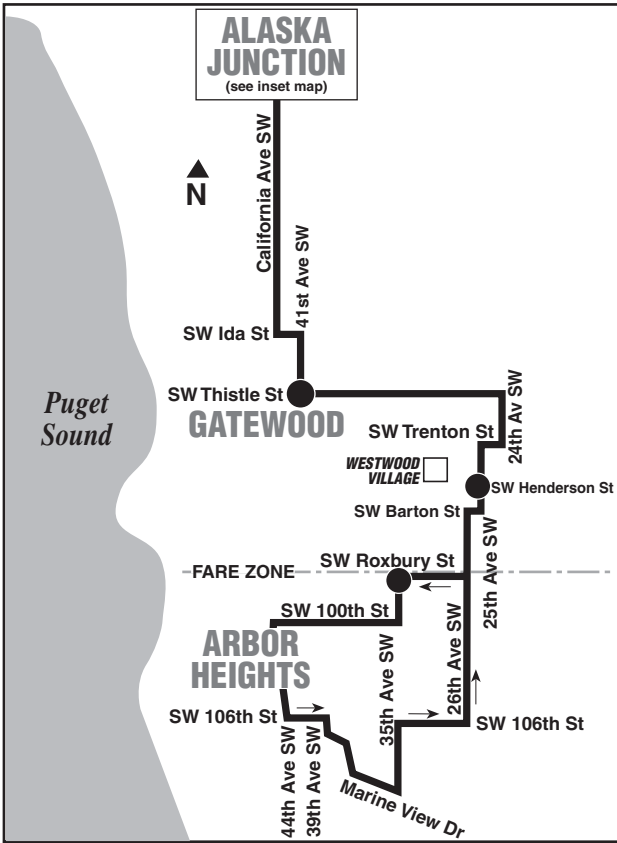 ALASKA
JUNCTION
(see inset map)
California Ave SW
N
41st Ave SW
SW Ida St
SW Thistle St
GATEWOOD
Puget
Sound
24th Av SW
SW Trenton St
WESTWOOD
VILLAGE
SW Henderson St
SW Barton St
25th Ave SW
SW Roxbury St
FARE ZONE
SW 100th St
ARBOR
HEIGHTS
35th Ave SW
26th Ave SW
SW 106th St
SW 106th St
44th Ave SW
39th Ave SW
Marine View Dr